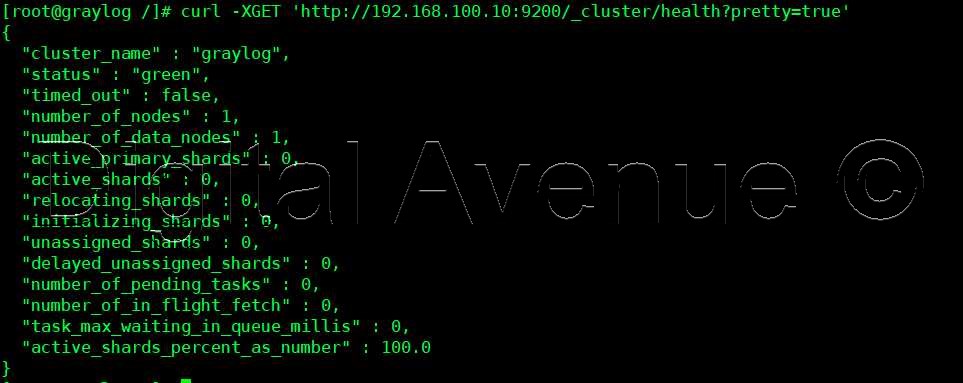 [root@graylog /]# curl -XGET 'http://192.168.100.10:9200/_cluster/health?pretty=true'
{
  "cluster_name" : "graylog",
  "status" : "green",
  "timed_out" : false,
  "number_of_nodes" : 1,
  "number_of_data_nodes" : 1,
  "active_primary_shards" : 0,
  "active_shards" : 0,
  "relocating_shards" : 0,
  "initializing_shards" : 0,
  "unassigned_shards" : 0,
  "delayed_unassigned_shards" : 0,
  "number_of_pending_tasks" : 0,
  "number_of_in_flight_fetch" : 0,
  "task_max_waiting_in_queue_millis" : 0,
  "active_shards_percent_as_number" : 100.0
}
Digital Avenue ©